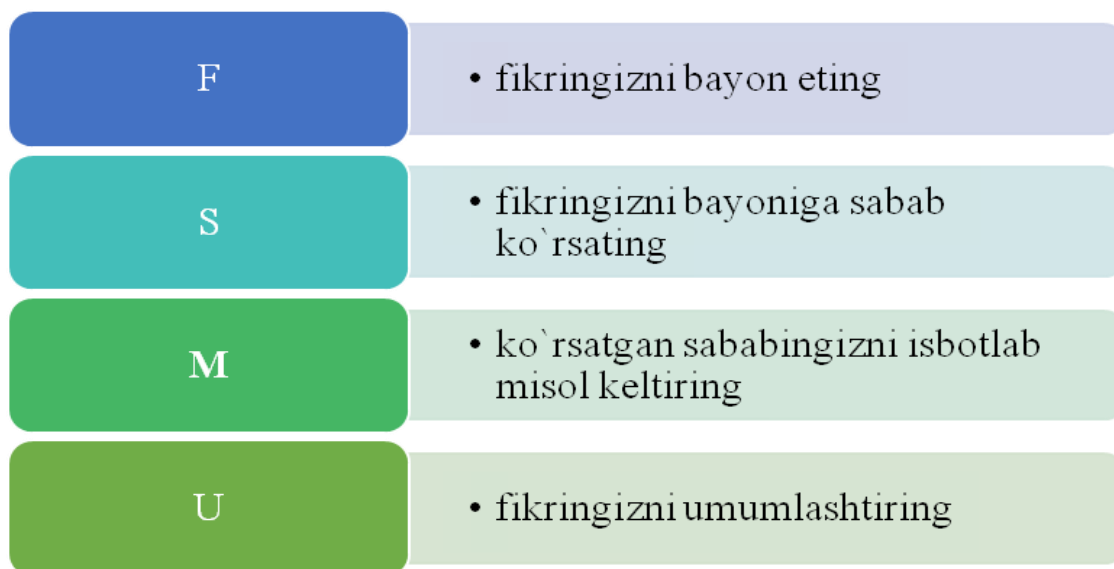 F
• fikringizni bayon eting
S
• fikringizni bayoniga sabab
ko`rsating
M
• ko`rsatgan sababingizni isbotlab
misol keltiring
U
• fikringizni umumlashtiring